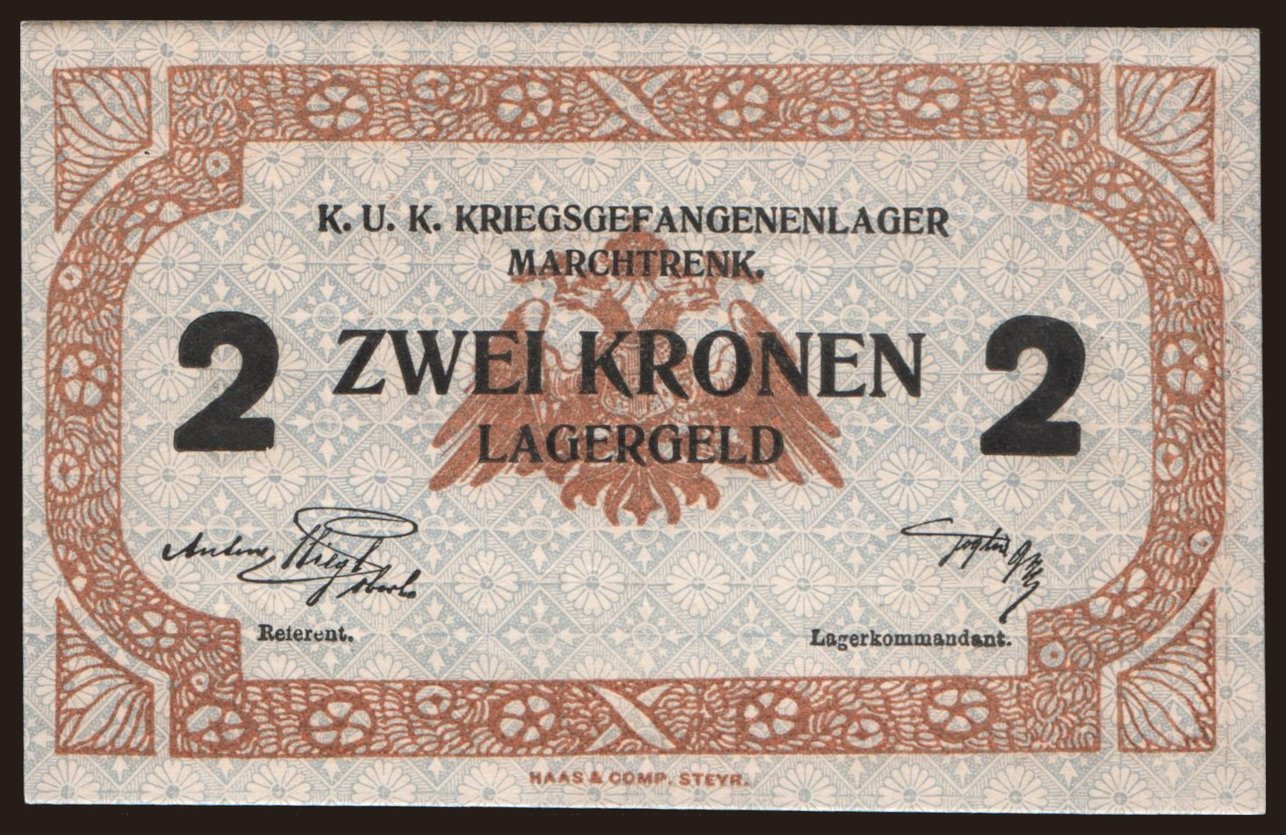 K. U. K. KRIEGSGEFANGENENLAGER
MARCHTRENK.
2 ZWEI KRONEN 2
LAGERGELD
Referent.
Lagerkommandant.
HAAS & COMP. STEYR.